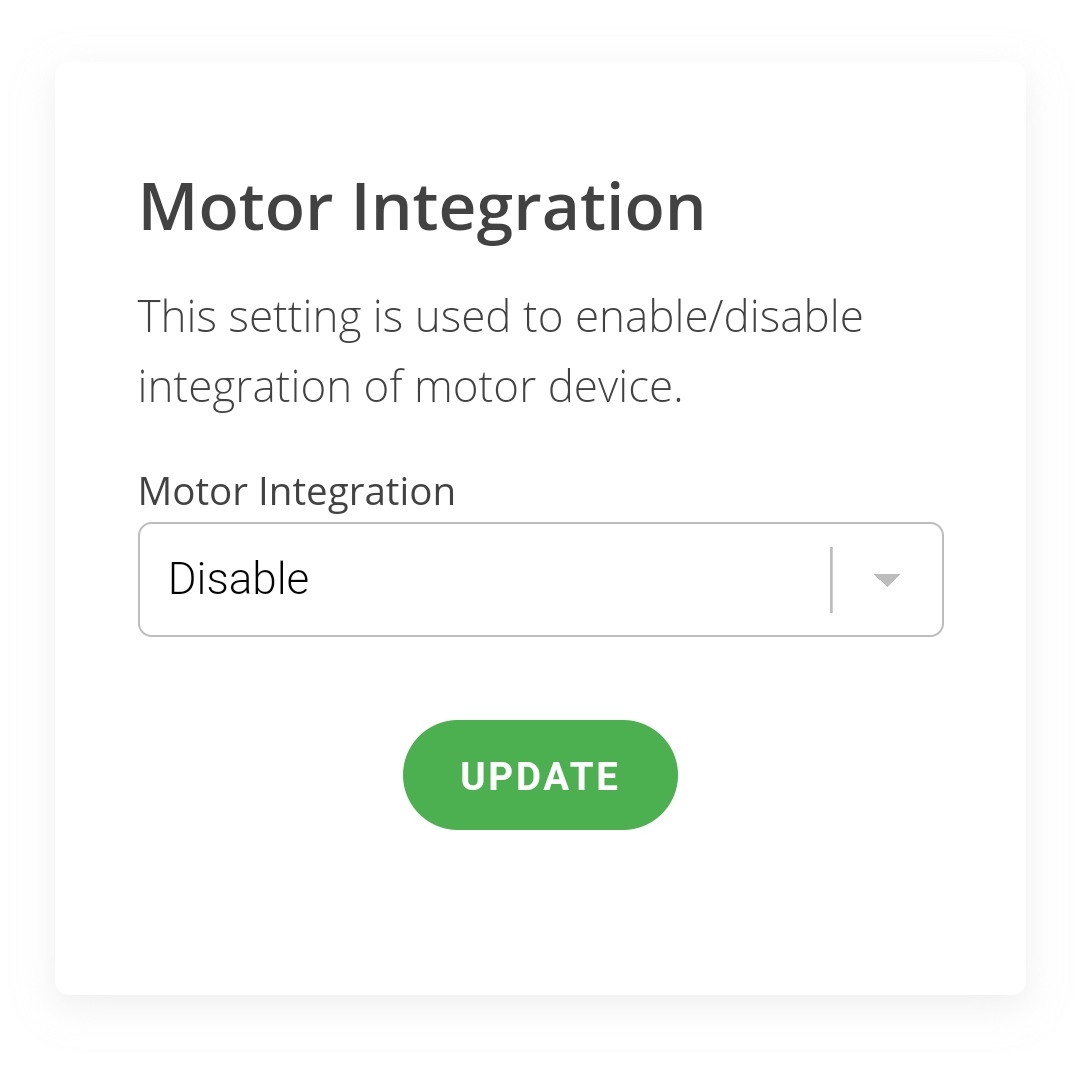 Motor Integration
This setting is used to enable/disable
integration of motor device.
Motor Integration
Disable
UPDATE